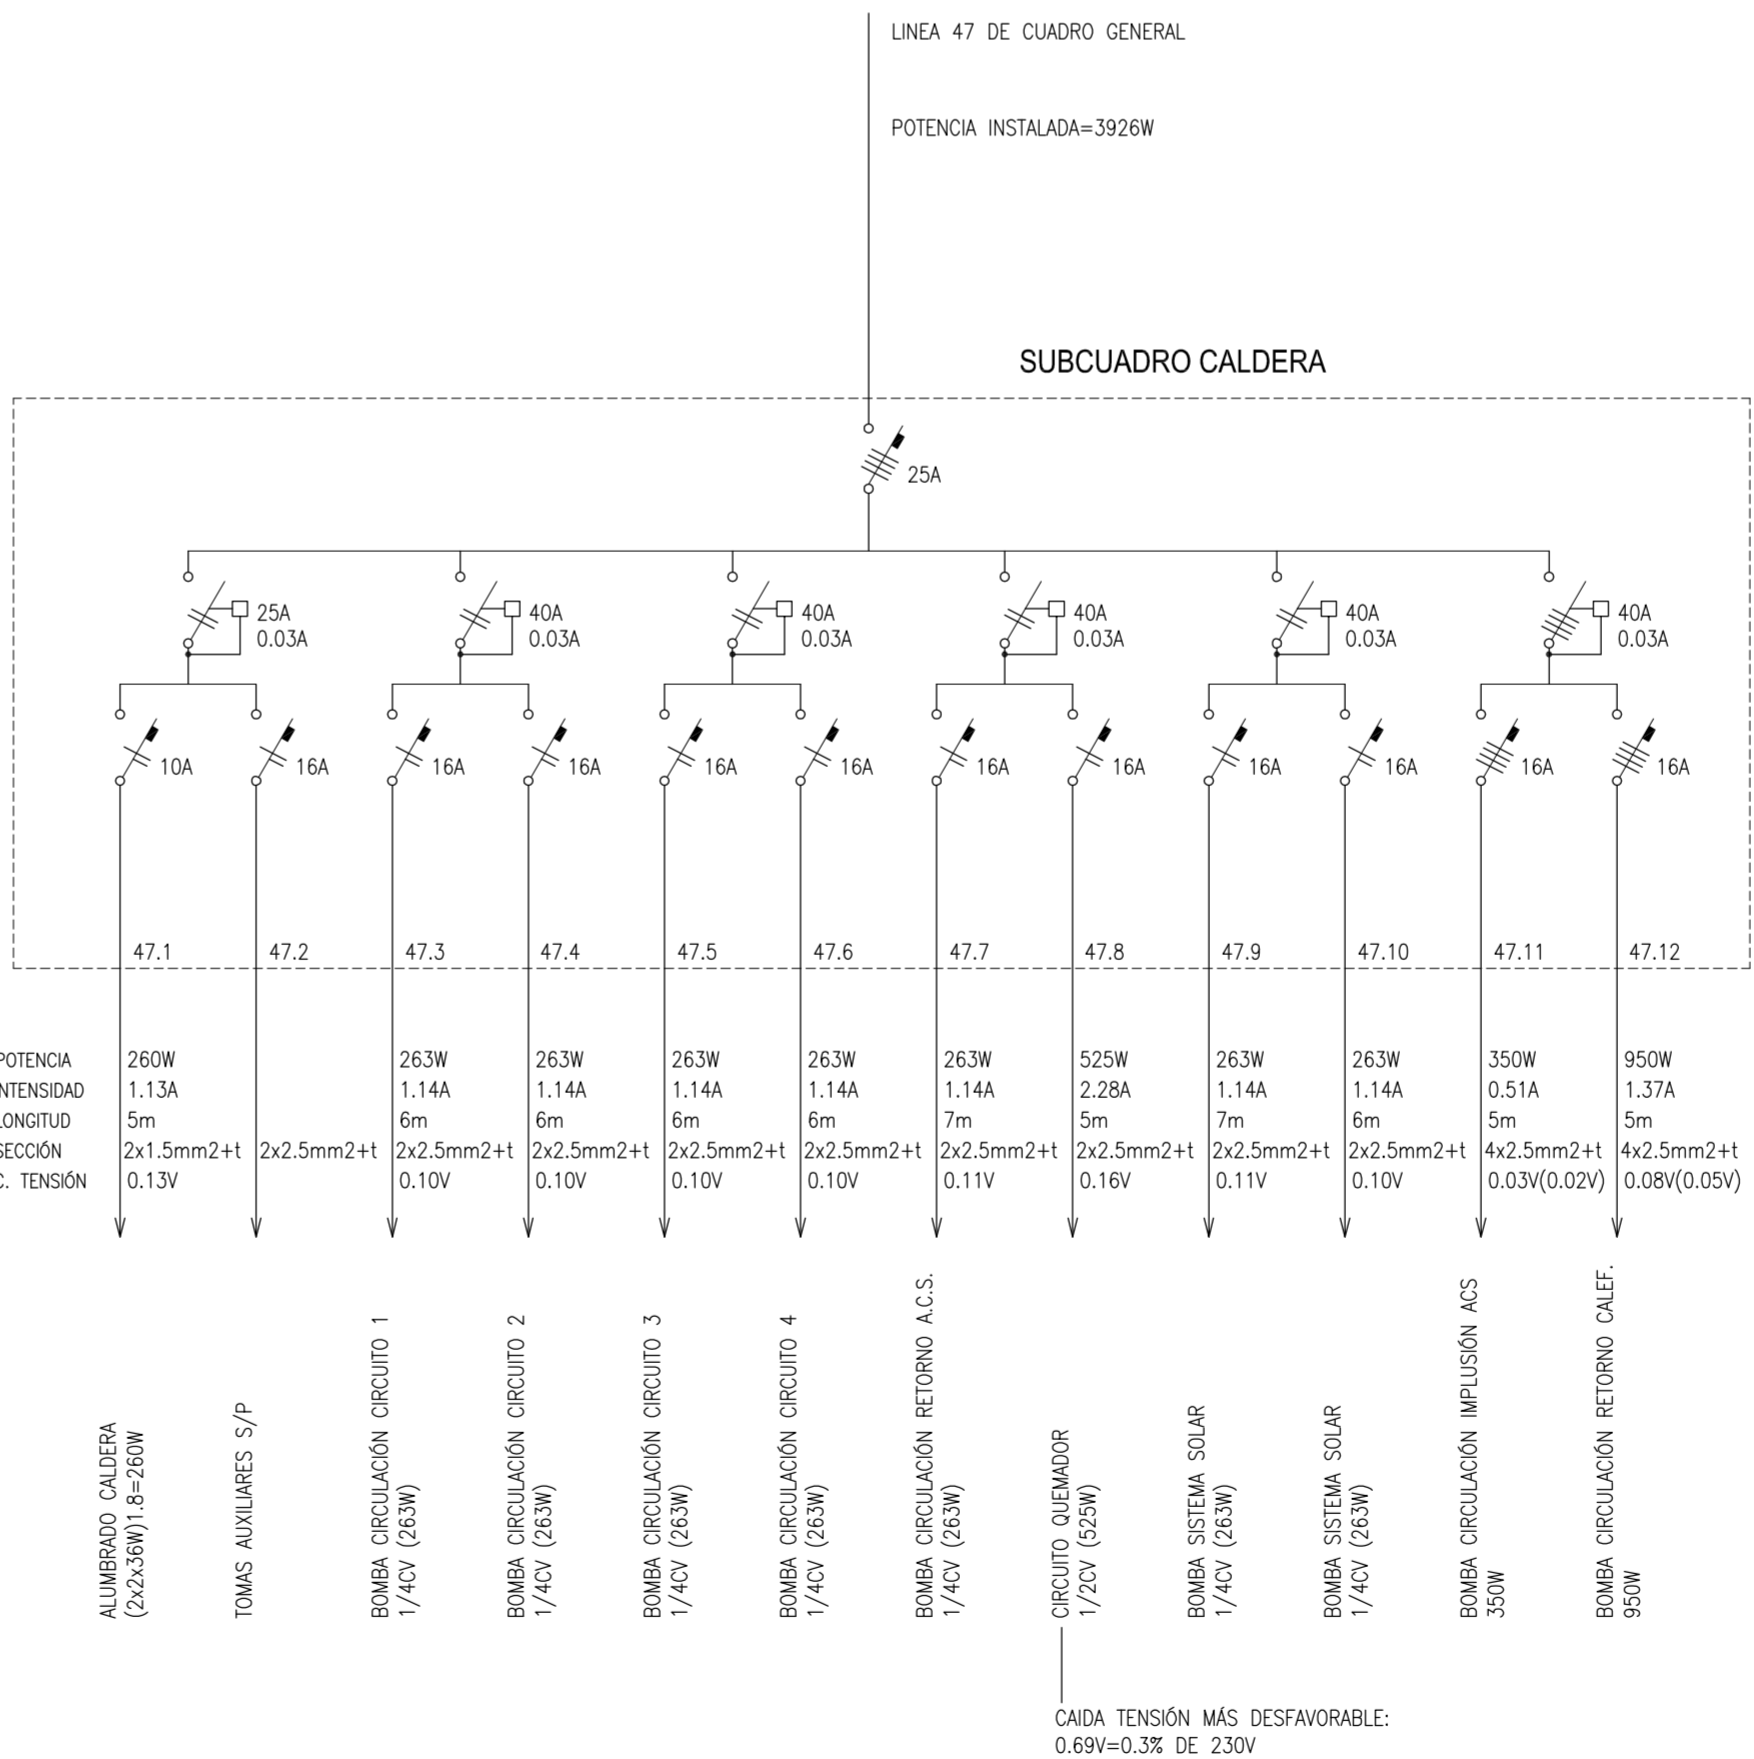 LINEA 47 DE CUADRO GENERAL
POTENCIA INSTALADA=3926W
SUBCUADRO CALDERA
25A
25A 40A 40A 40A 40A 40A
0.03A 0.03A 0.03A 0.03A 0.03A 0.03A
10A 16A 16A 16A 16A 16A 16A 16A 16A 16A 16A 16A
47.1 47.2 47.3 47.4 47.5 47.6 47.7 47.8 47.9 47.10 47.11 47.12
POTENCIA 260W 263W 263W 263W 263W 263W 525W 263W 263W 350W 950W
INTENSIDAD 1.13A 1.14A 1.14A 1.14A 1.14A 1.14A 2.28A 1.14A 1.14A 0.51A 1.37A
LONGITUD 5m 6m 6m 6m 6m 7m 5m 7m 6m 5m 5m
SECCIÓN 2x1.5mm2+t 2x2.5mm2+t 2x2.5mm2+t 2x2.5mm2+t 2x2.5mm2+t 2x2.5mm2+t 2x2.5mm2+t 2x2.5mm2+t 2x2.5mm2+t 2x2.5mm2+t 4x2.5mm2+t 4x2.5mm2+t
C. TENSIÓN 0.13V 0.10V 0.10V 0.10V 0.10V 0.11V 0.16V 0.11V 0.10V 0.03V(0.02V) 0.08V(0.05V)
ALUMBRADO CALDERA
(2x2x36W)1.8=260W
TOMAS AUXILIARES S/P
BOMBA CIRCULACIÓN CIRCUITO 1
1/4CV (263W)
BOMBA CIRCULACIÓN CIRCUITO 2
1/4CV (263W)
BOMBA CIRCULACIÓN CIRCUITO 3
1/4CV (263W)
BOMBA CIRCULACIÓN CIRCUITO 4
1/4CV (263W)
BOMBA CIRCULACIÓN RETORNO A.C.S.
1/4CV (263W)
CIRCUITO QUEMADOR
1/2CV (525W)
BOMBA SISTEMA SOLAR
1/4CV (263W)
BOMBA SISTEMA SOLAR
1/4CV (263W)
BOMBA CIRCULACIÓN IMPLUSIÓN ACS
350W
BOMBA CIRCULACIÓN RETORNO CALEF.
950W
CAIDA TENSIÓN MÁS DESFAVORABLE:
0.69V=0.3% DE 230V